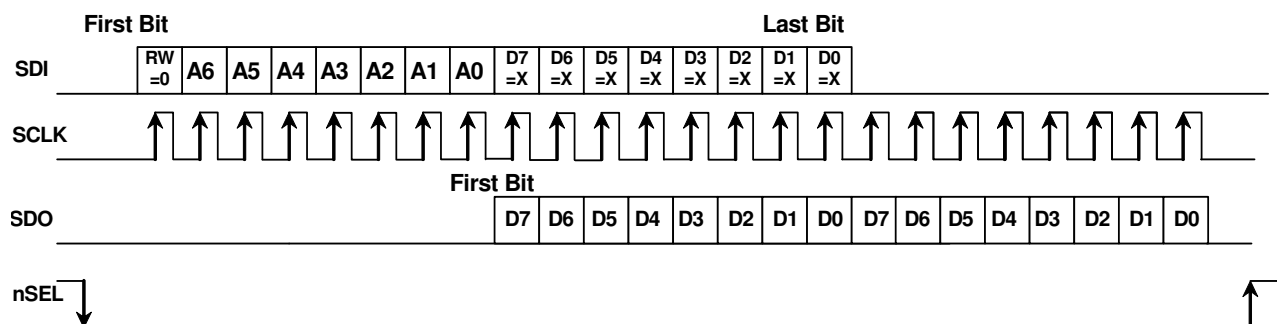 First Bit Last Bit
SDI RW =0 A6 A5 A4 A3 A2 A1 A0 D7 =X D6 =X D5 =X D4 =X D3 =X D2 =X D1 =X D0 =X
SCLK
First Bit
SDO D7 D6 D5 D4 D3 D2 D1 D0 D7 D6 D5 D4 D3 D2 D1 D0
nSEL